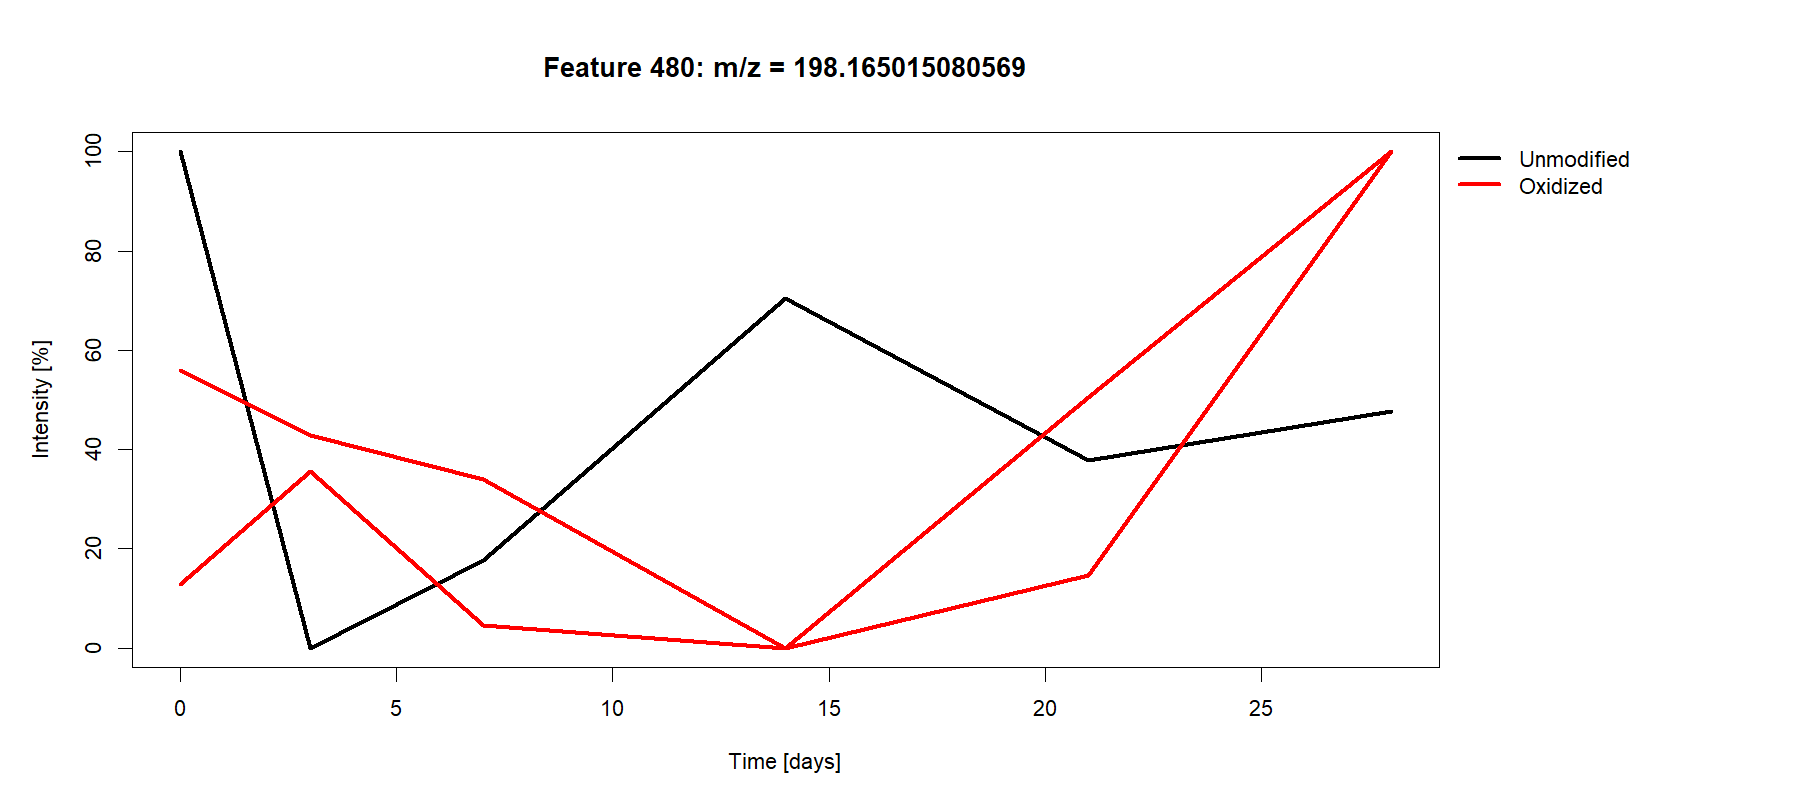 Feature 480: m/z = 198.165015080569
Unmodified
Oxidized
Intensity [%]
100
80
60
40
20
0
0 5 10 15 20 25
Time [days]